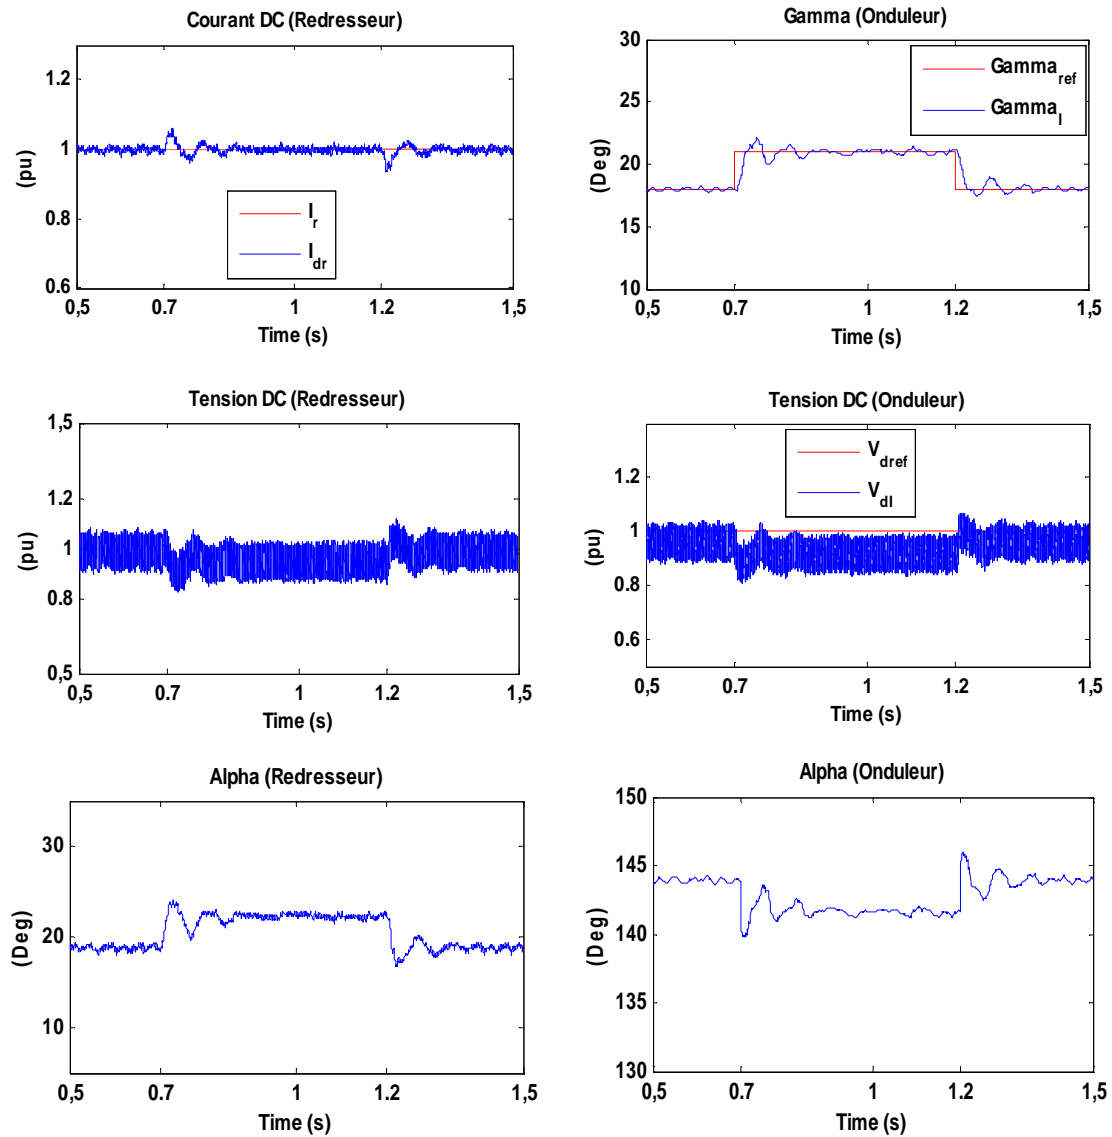 Courant DC (Redresseur)
1.2
1
0.8
0.6
(pu)
I_r
I_dr
0,5 0.7 1 1.2 1,5
Time (s)
Gamma (Onduleur)
30
25
20
15
10
(Deg)
Gamma_ref
Gamma_I
0,5 0.7 1 1.2 1,5
Time (s)
Tension DC (Redresseur)
1,5
1.2
1
0.8
0,5
(pu)
0,5 0.7 1 1.2 1,5
Time (s)
Tension DC (Onduleur)
1.2
1
0.8
0.6
(pu)
V_dref
V_dI
0,5 0.7 1 1.2 1,5
Time (s)
Alpha (Redresseur)
30
20
10
(Deg)
0,5 0.7 1 1.2 1,5
Time (s)
Alpha (Onduleur)
150
145
140
135
130
(Deg)
0,5 0.7 1 1.2 1,5
Time (s)